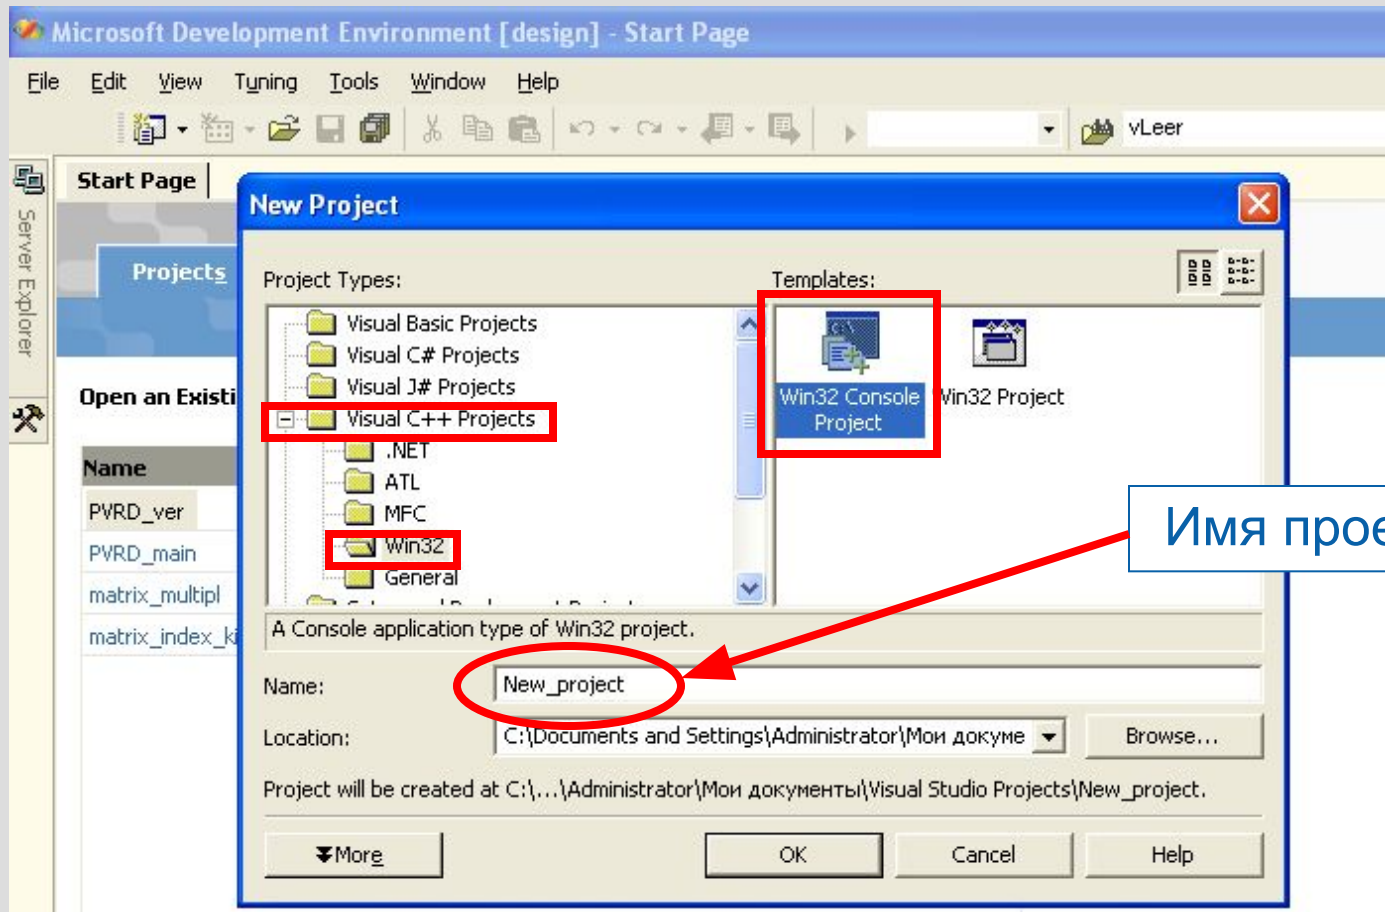 Microsoft Development Environment [design] - Start Page
File Edit View Tuning Tools Window Help
vLeer
Server Explorer
Start Page
Projects
Open an Existi
Name
PVRD_ver
PVRD_main
matrix_multipl
matrix_index_ki
New Project
Project Types:
Visual Basic Projects
Visual C# Projects
Visual J# Projects
Visual C++ Projects
.NET
ATL
MFC
Win32
General
Templates:
Win32 Console
Project
Win32 Project
Имя прое
A Console application type of Win32 project.
Name: New_project
Location: C:\Documents and Settings\Administrator\Мои докуме Browse...
Project will be created at C:\...\Administrator\Мои документы\Visual Studio Projects\New_project.
More OK Cancel Help